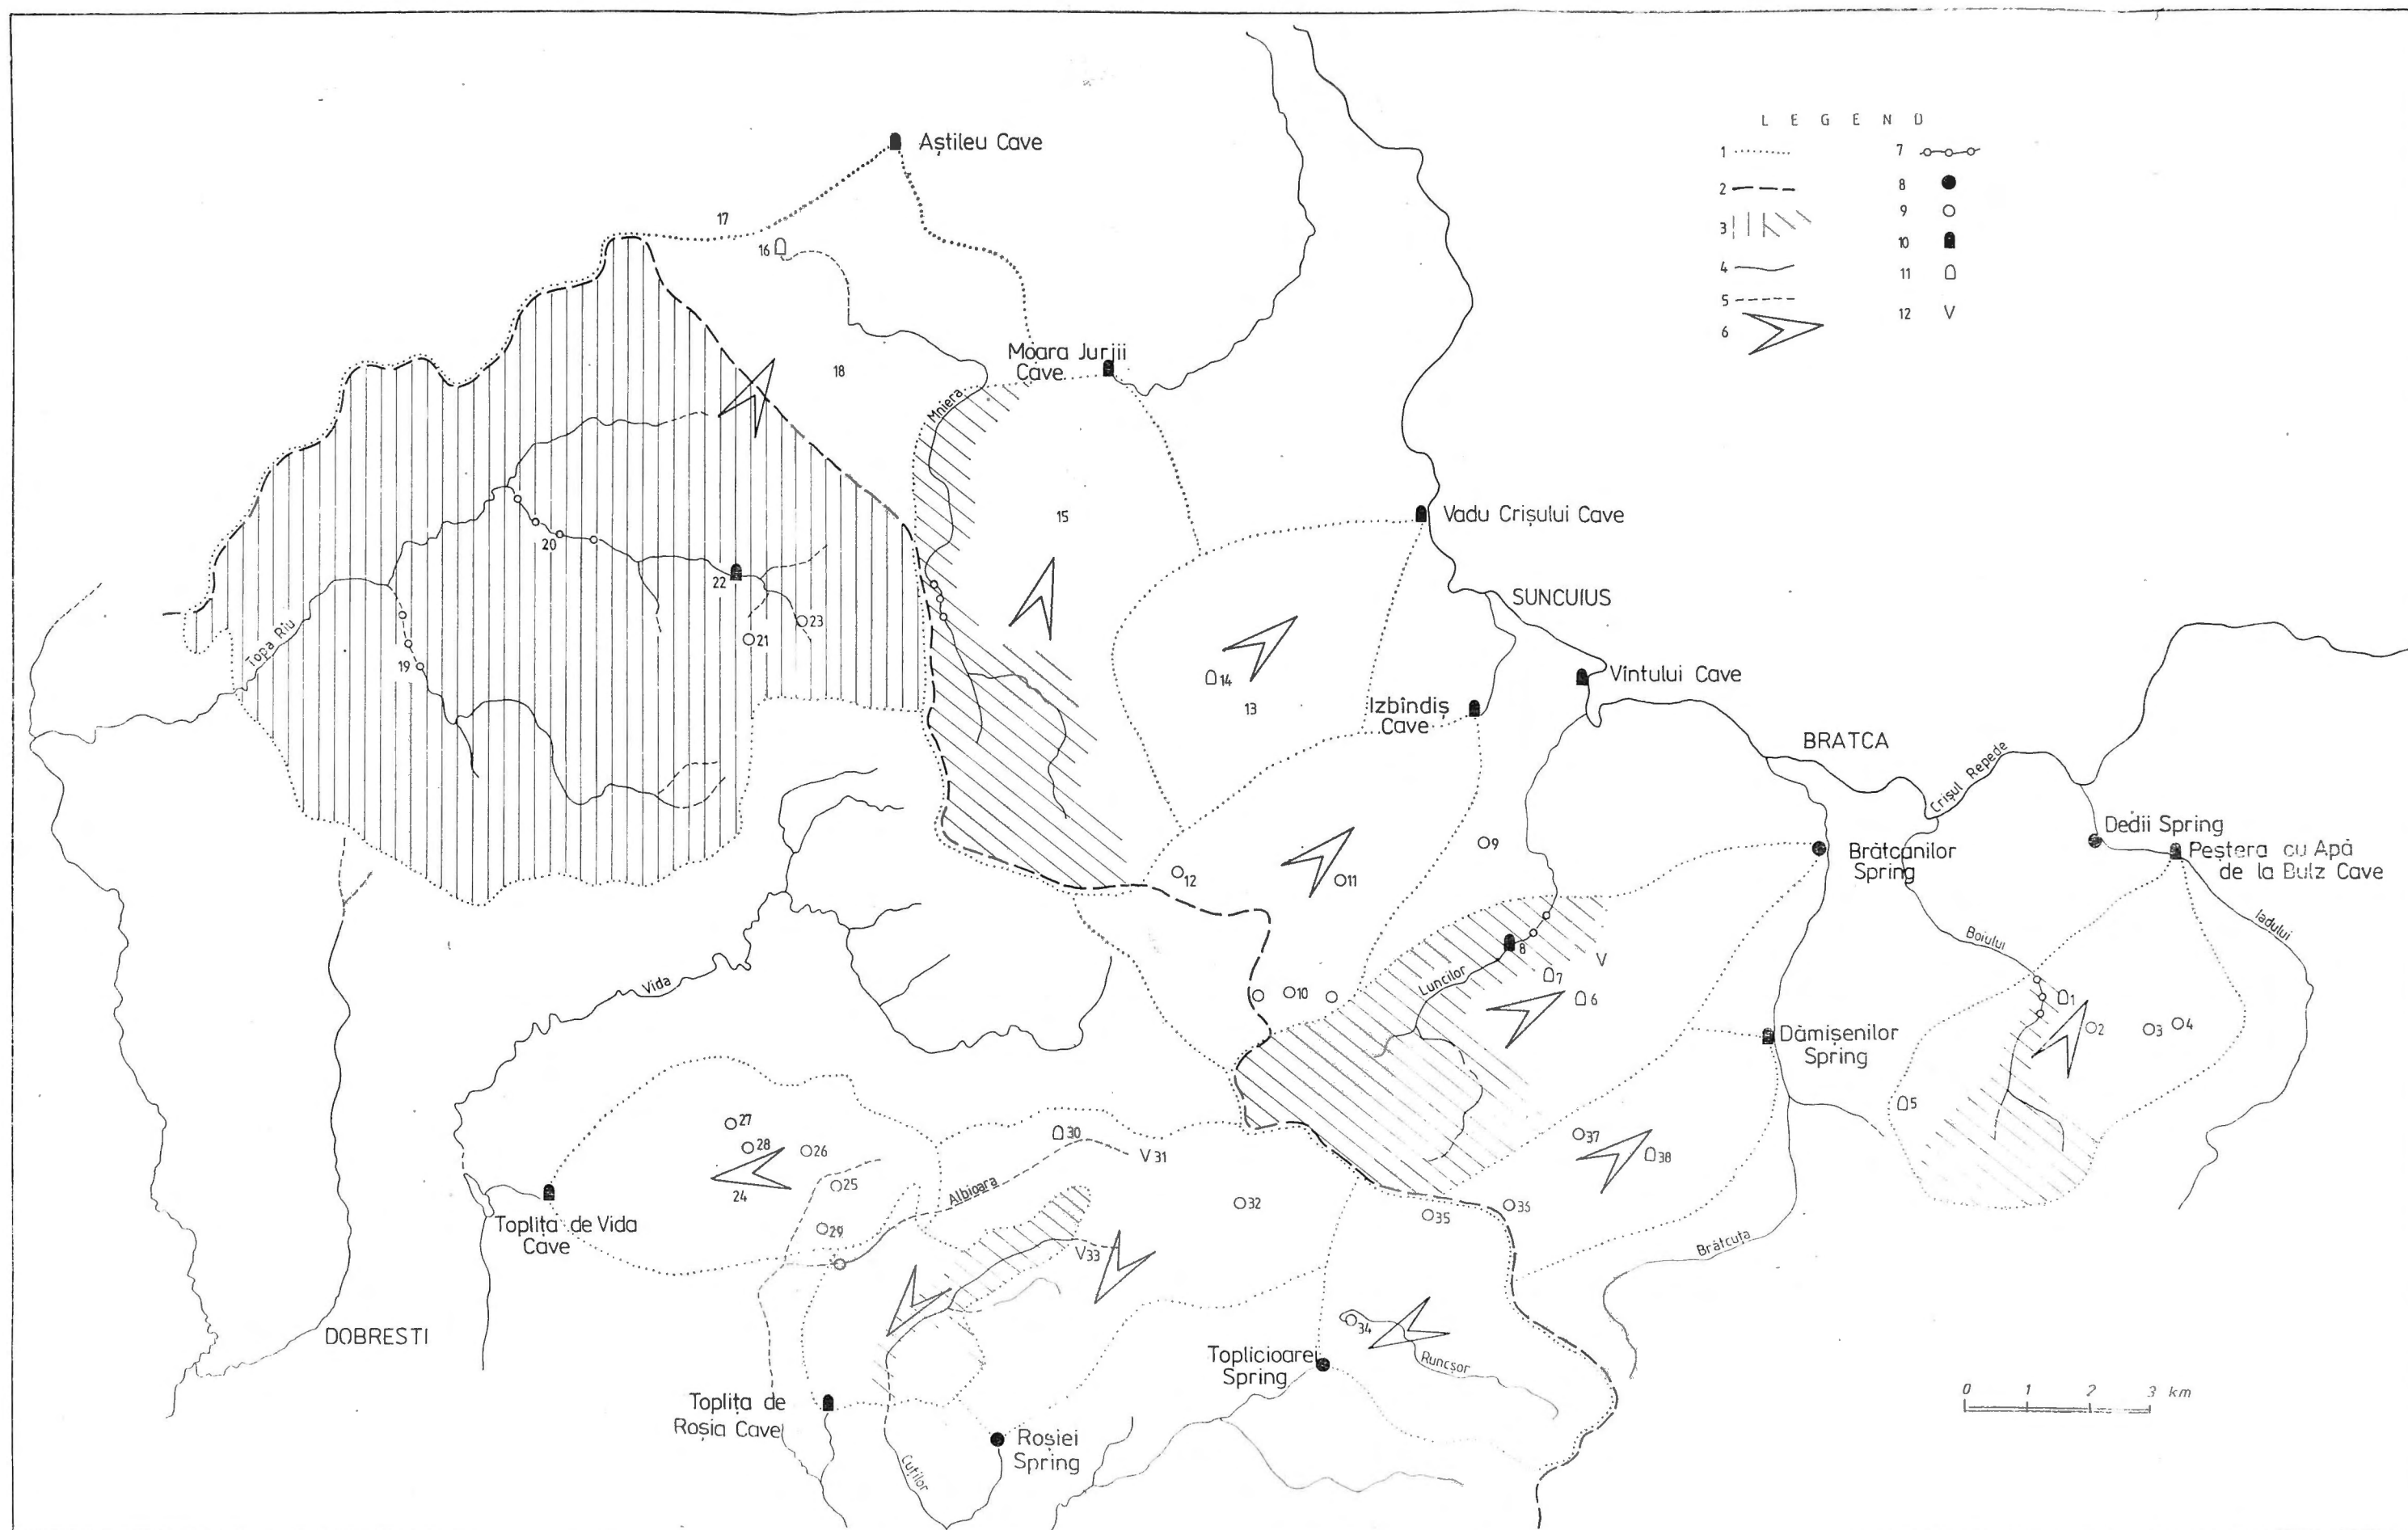 LEGEND
1
2
3
4
5
6
7
8
9
10
11
12 V
Aștileu Cave
17
16
18
Moara Jurjii
Cave
Mniera
15
Vadu Crișului Cave
20
22
23
21
19
Topa Rîu
SUNCUIUS
14
13
Vîntului Cave
Izbîndiș
Cave
BRATCA
Crișul Repede
Dedii Spring
Peștera cu Apă
de la Bulz Cave
Brătcanilor
Spring
9
12
11
Iadului
Boiului
8
V
7
6
Luncilor
10
Vida
1
2
3
4
5
Dămișenilor
Spring
27
28
26
24
25
29
30
V 31
Albioara
32
37
38
35
36
Toplița de Vida
Cave
V33
Brătcuța
34
Runcșor
Toplicioarei
Spring
DOBRESTI
Toplița de
Roșia Cave
Roșiei
Spring
Cuților
0 1 2 3 km